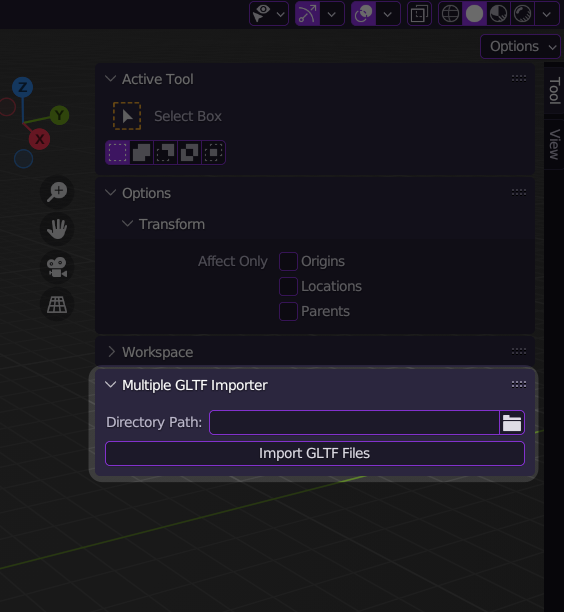 Options
Z
Y
X
Tool
View
Active Tool
Select Box
Options
Transform
Affect Only Origins
Locations
Parents
Workspace
Multiple GLTF Importer
Directory Path:
Import GLTF Files